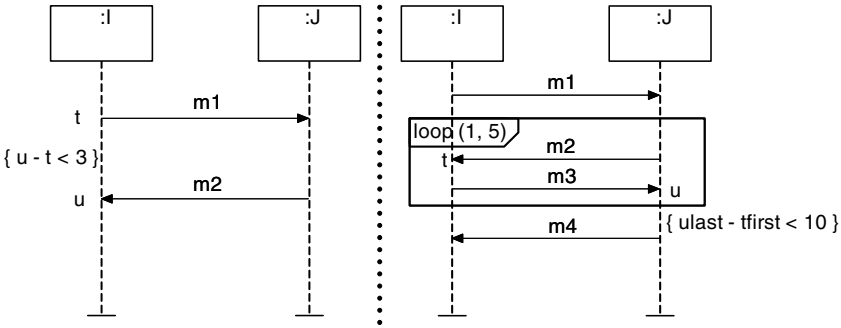 :I
:J
t
m1
{ u - t < 3 }
u
m2
:I
:J
m1
loop (1, 5)
t
m2
m3
u
{ ulast - tfirst < 10 }
m4